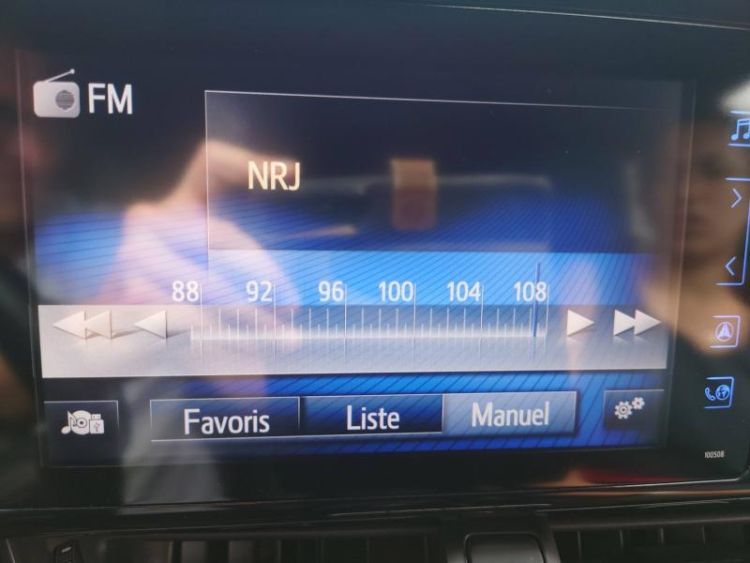 FM
NRJ
88 92 96 100 104 108
Favoris Liste Manuel
100508